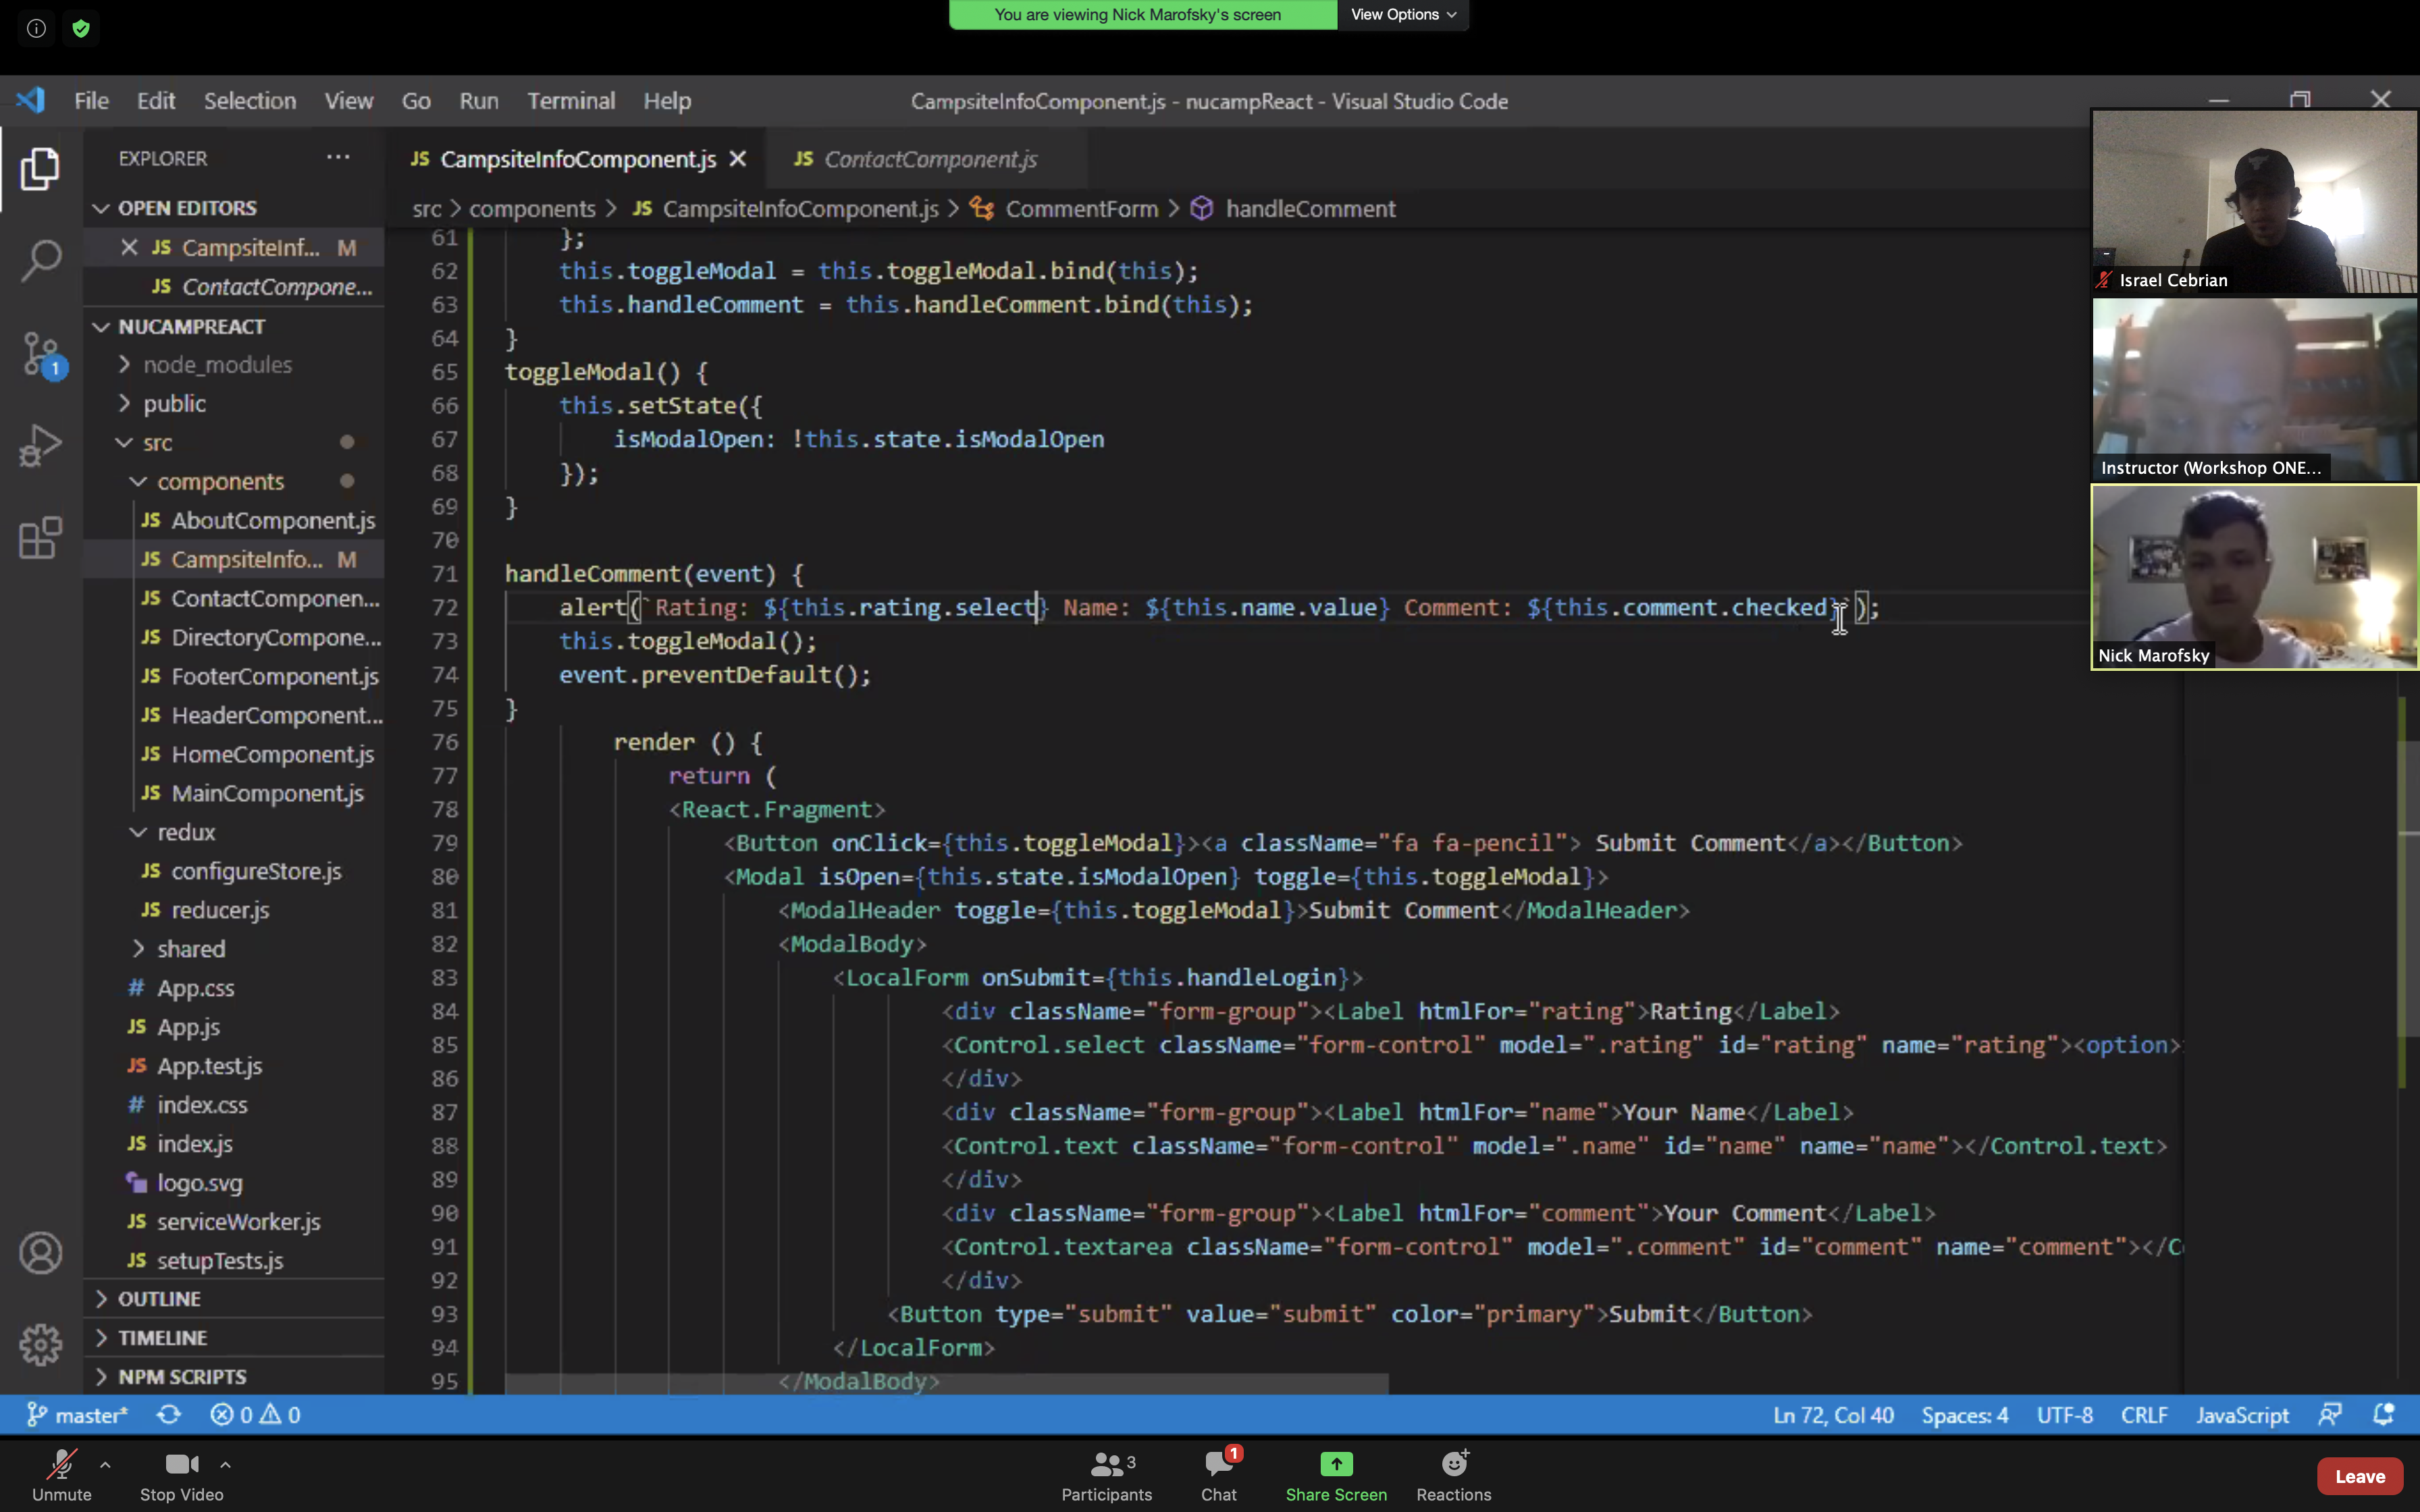 You are viewing Nick Marofsky's screen
View Options
File Edit Selection View Go Run Terminal Help
CampsiteInfoComponent.js - nucampReact - Visual Studio Code
EXPLORER
OPEN EDITORS
JS CampsiteInf... M
JS ContactCompone...
NUCAMPREACT
node_modules
public
src
components
JS AboutComponent.js
JS CampsiteInfo... M
JS ContactComponen...
JS DirectoryCompone...
JS FooterComponent.js
JS HeaderComponent...
JS HomeComponent.js
JS MainComponent.js
redux
JS configureStore.js
JS reducer.js
shared
# App.css
JS App.js
JS App.test.js
# index.css
JS index.js
logo.svg
JS serviceWorker.js
JS setupTests.js
OUTLINE
TIMELINE
NPM SCRIPTS
1
JS CampsiteInfoComponent.js
JS ContactComponent.js
src > components > JS CampsiteInfoComponent.js > CommentForm > handleComment
61 };
62 this.toggleModal = this.toggleModal.bind(this);
63 this.handleComment = this.handleComment.bind(this);
64 }
65 toggleModal() {
66 this.setState({
67 isModalOpen: !this.state.isModalOpen
68 });
69 }
70
71 handleComment(event) {
72 alert(`Rating: ${this.rating.select} Name: ${this.name.value} Comment: ${this.comment.checked}`);
73 this.toggleModal();
74 event.preventDefault();
75 }
76 render () {
77 return (
78 <React.Fragment>
79 <Button onClick={this.toggleModal}><a className="fa fa-pencil"> Submit Comment</a></Button>
80 <Modal isOpen={this.state.isModalOpen} toggle={this.toggleModal}>
81 <ModalHeader toggle={this.toggleModal}>Submit Comment</ModalHeader>
82 <ModalBody>
83 <LocalForm onSubmit={this.handleLogin}>
84 <div className="form-group"><Label htmlFor="rating">Rating</Label>
85 <Control.select className="form-control" model=".rating" id="rating" name="rating"><option>
86 </div>
87 <div className="form-group"><Label htmlFor="name">Your Name</Label>
88 <Control.text className="form-control" model=".name" id="name" name="name"></Control.text>
89 </div>
90 <div className="form-group"><Label htmlFor="comment">Your Comment</Label>
91 <Control.textarea className="form-control" model=".comment" id="comment" name="comment"></C
92 </div>
93 <Button type="submit" value="submit" color="primary">Submit</Button>
94 </LocalForm>
95 </ModalBody>
Israel Cebrian
Instructor (Workshop ONE...
Nick Marofsky
master* 0 0
Ln 72, Col 40 Spaces: 4 UTF-8 CRLF JavaScript
Unmute
Stop Video
3
Participants
1
Chat
Share Screen
Reactions
Leave